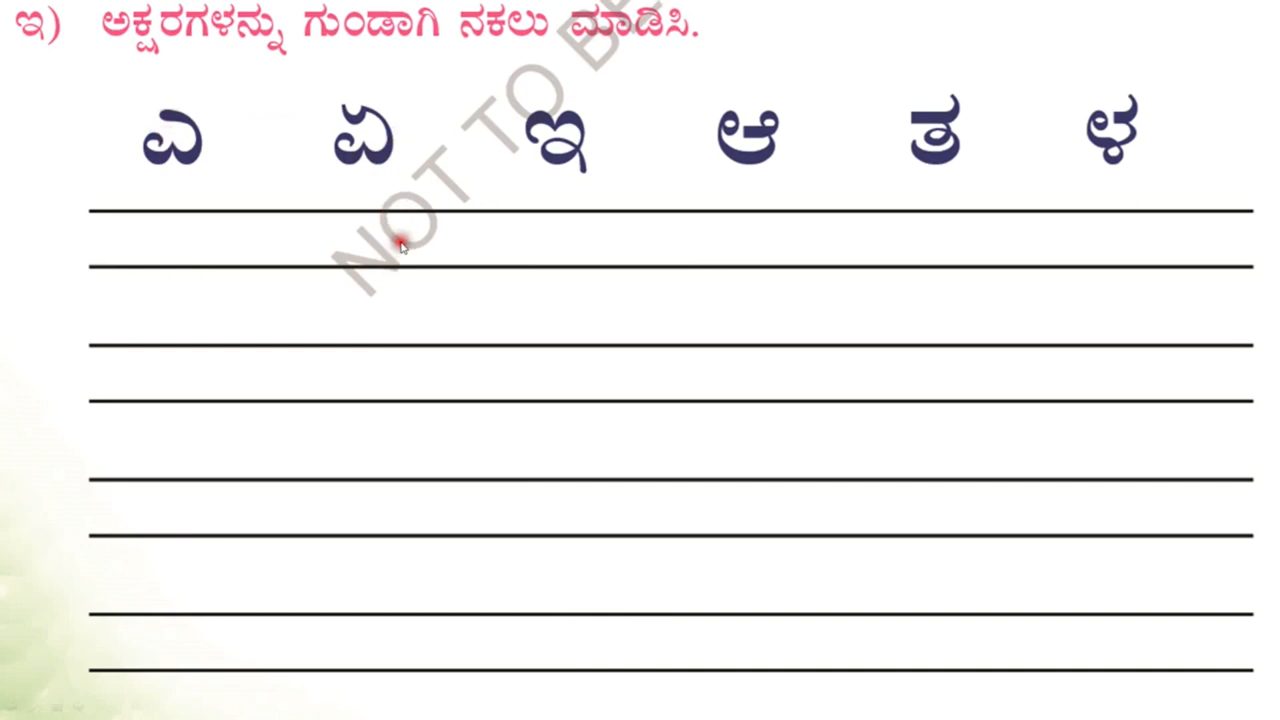 ಇ) ಅಕ್ಷರಗಳನ್ನು ಗುಂಡಾಗಿ ನಕಲು ಮಾಡಿಸಿ.
ಎ ಏ ಇ ಆ ತ ಳ
NOT TO BE